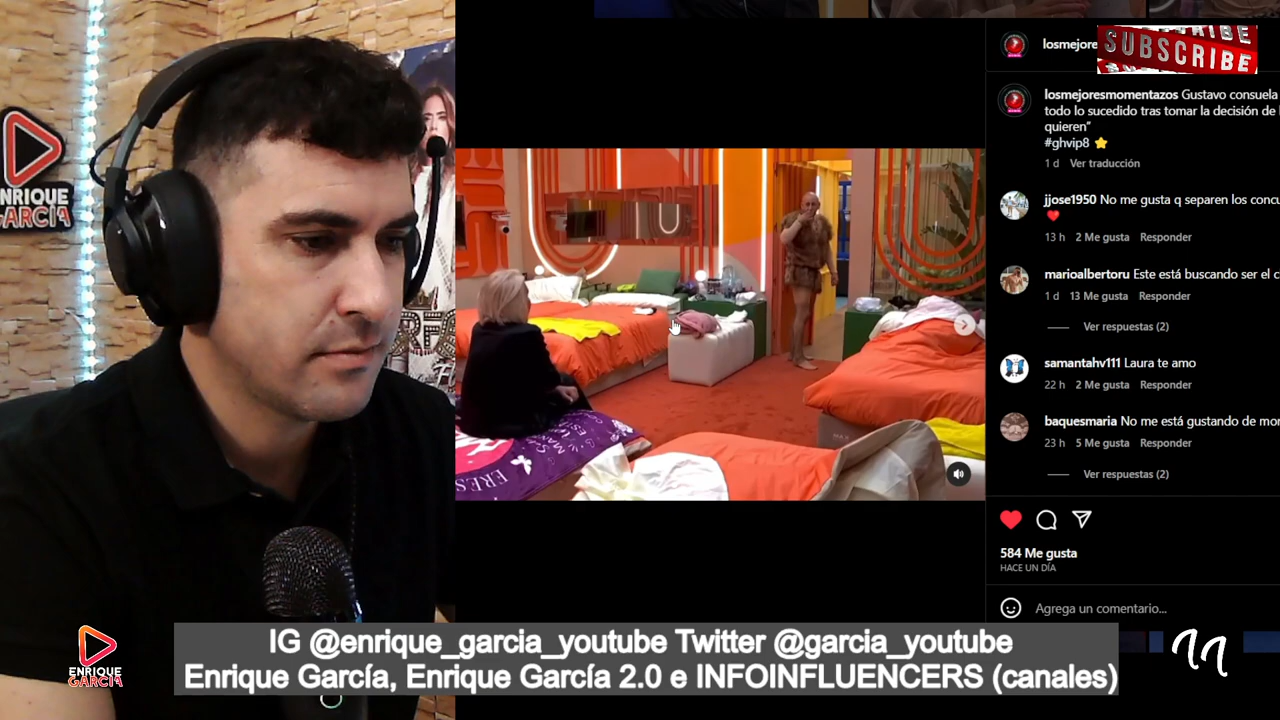 ENRIQUE
GARCÍA
SUBSCRIBE
losmejore
losmejoresmomentazos Gustavo consuela
todo lo sucedido tras tomar la decisión de
quieren"
#ghvip8
1 d Ver traducción
jjose1950 No me gusta q separen los concu
13 h 2 Me gusta Responder
marioalbertoru Este está buscando ser el c
1 d 13 Me gusta Responder
Ver respuestas (2)
samantahv111 Laura te amo
22 h 2 Me gusta Responder
baquesmaria No me está gustando de mo
23 h 5 Me gusta Responder
Ver respuestas (2)
584 Me gusta
HACE UN DÍA
Agrega un comentario...
ERES
IG @enrique_garcia_youtube Twitter @garcia_youtube
Enrique García, Enrique García 2.0 e INFOINFLUENCERS (canales)
ENRIQUE
GARCÍA